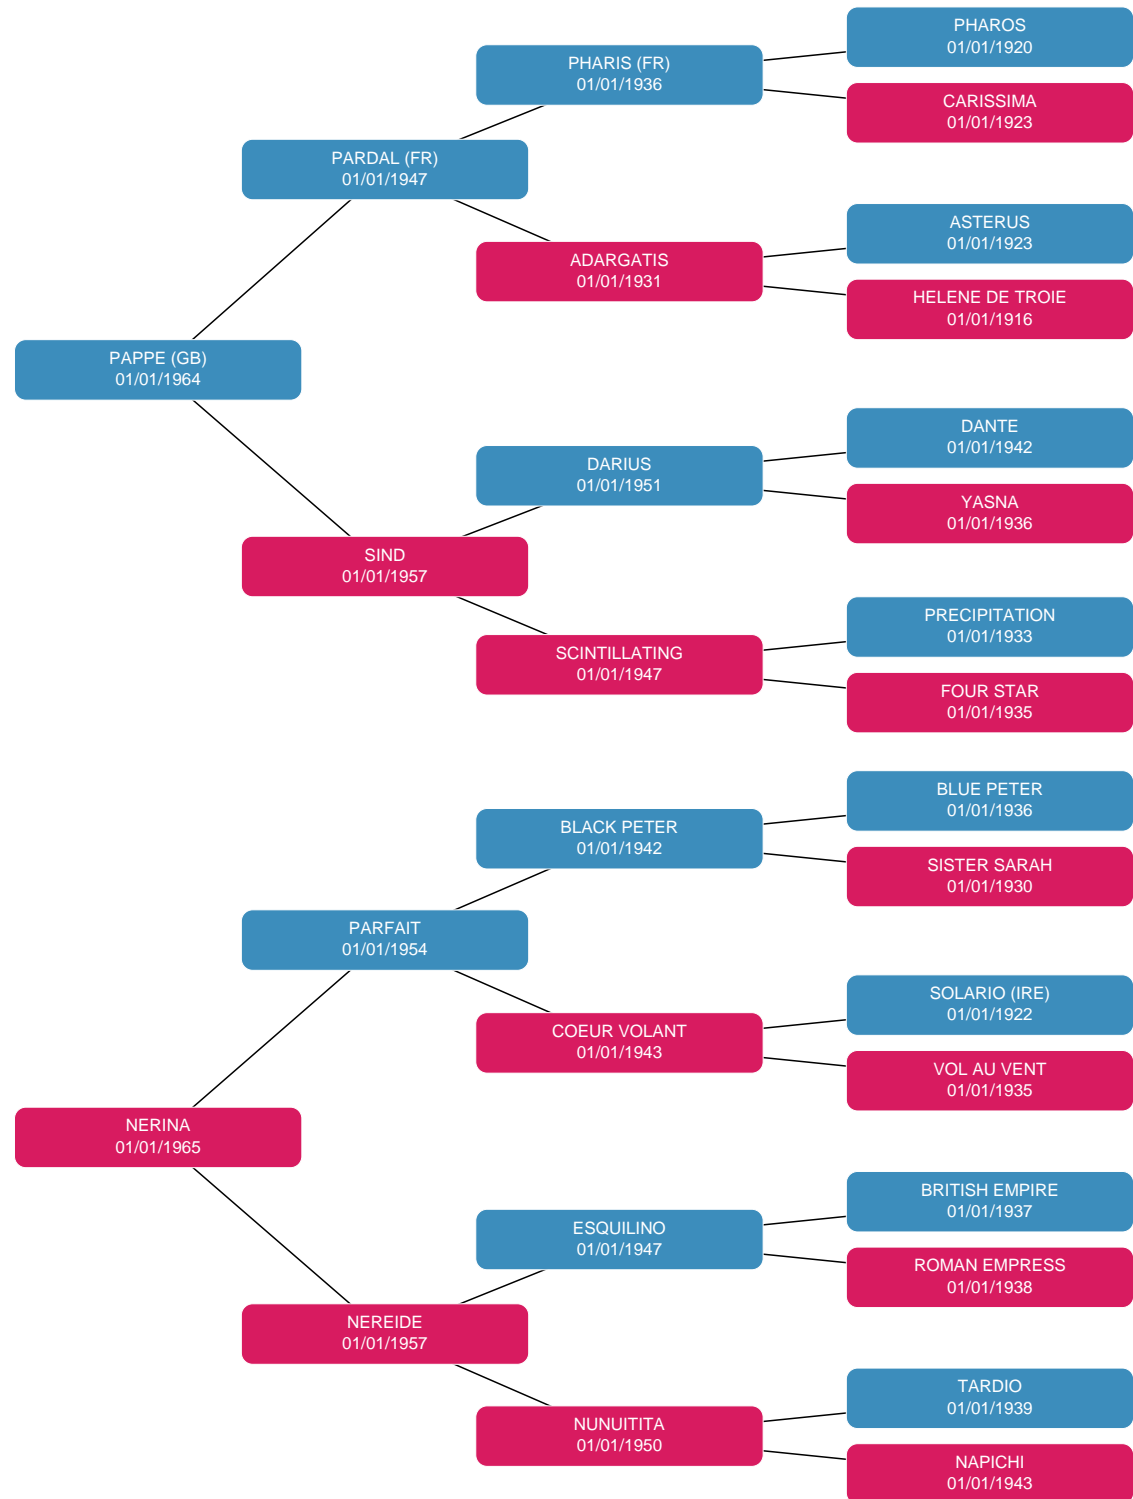 PHAROS
01/01/1920
PHARIS (FR)
01/01/1936
CARISSIMA
01/01/1923
PARDAL (FR)
01/01/1947
ASTERUS
01/01/1923
ADARGATIS
01/01/1931
HELENE DE TROIE
01/01/1916
PAPPE (GB)
01/01/1964
DANTE
01/01/1942
DARIUS
01/01/1951
YASNA
01/01/1936
SIND
01/01/1957
PRECIPITATION
01/01/1933
SCINTILLATING
01/01/1947
FOUR STAR
01/01/1935
BLUE PETER
01/01/1936
BLACK PETER
01/01/1942
SISTER SARAH
01/01/1930
PARFAIT
01/01/1954
SOLARIO (IRE)
01/01/1922
COEUR VOLANT
01/01/1943
VOL AU VENT
01/01/1935
NERINA
01/01/1965
BRITISH EMPIRE
01/01/1937
ESQUILINO
01/01/1947
ROMAN EMPRESS
01/01/1938
NEREIDE
01/01/1957
TARDIO
01/01/1939
NUNUITITA
01/01/1950
NAPICHI
01/01/1943